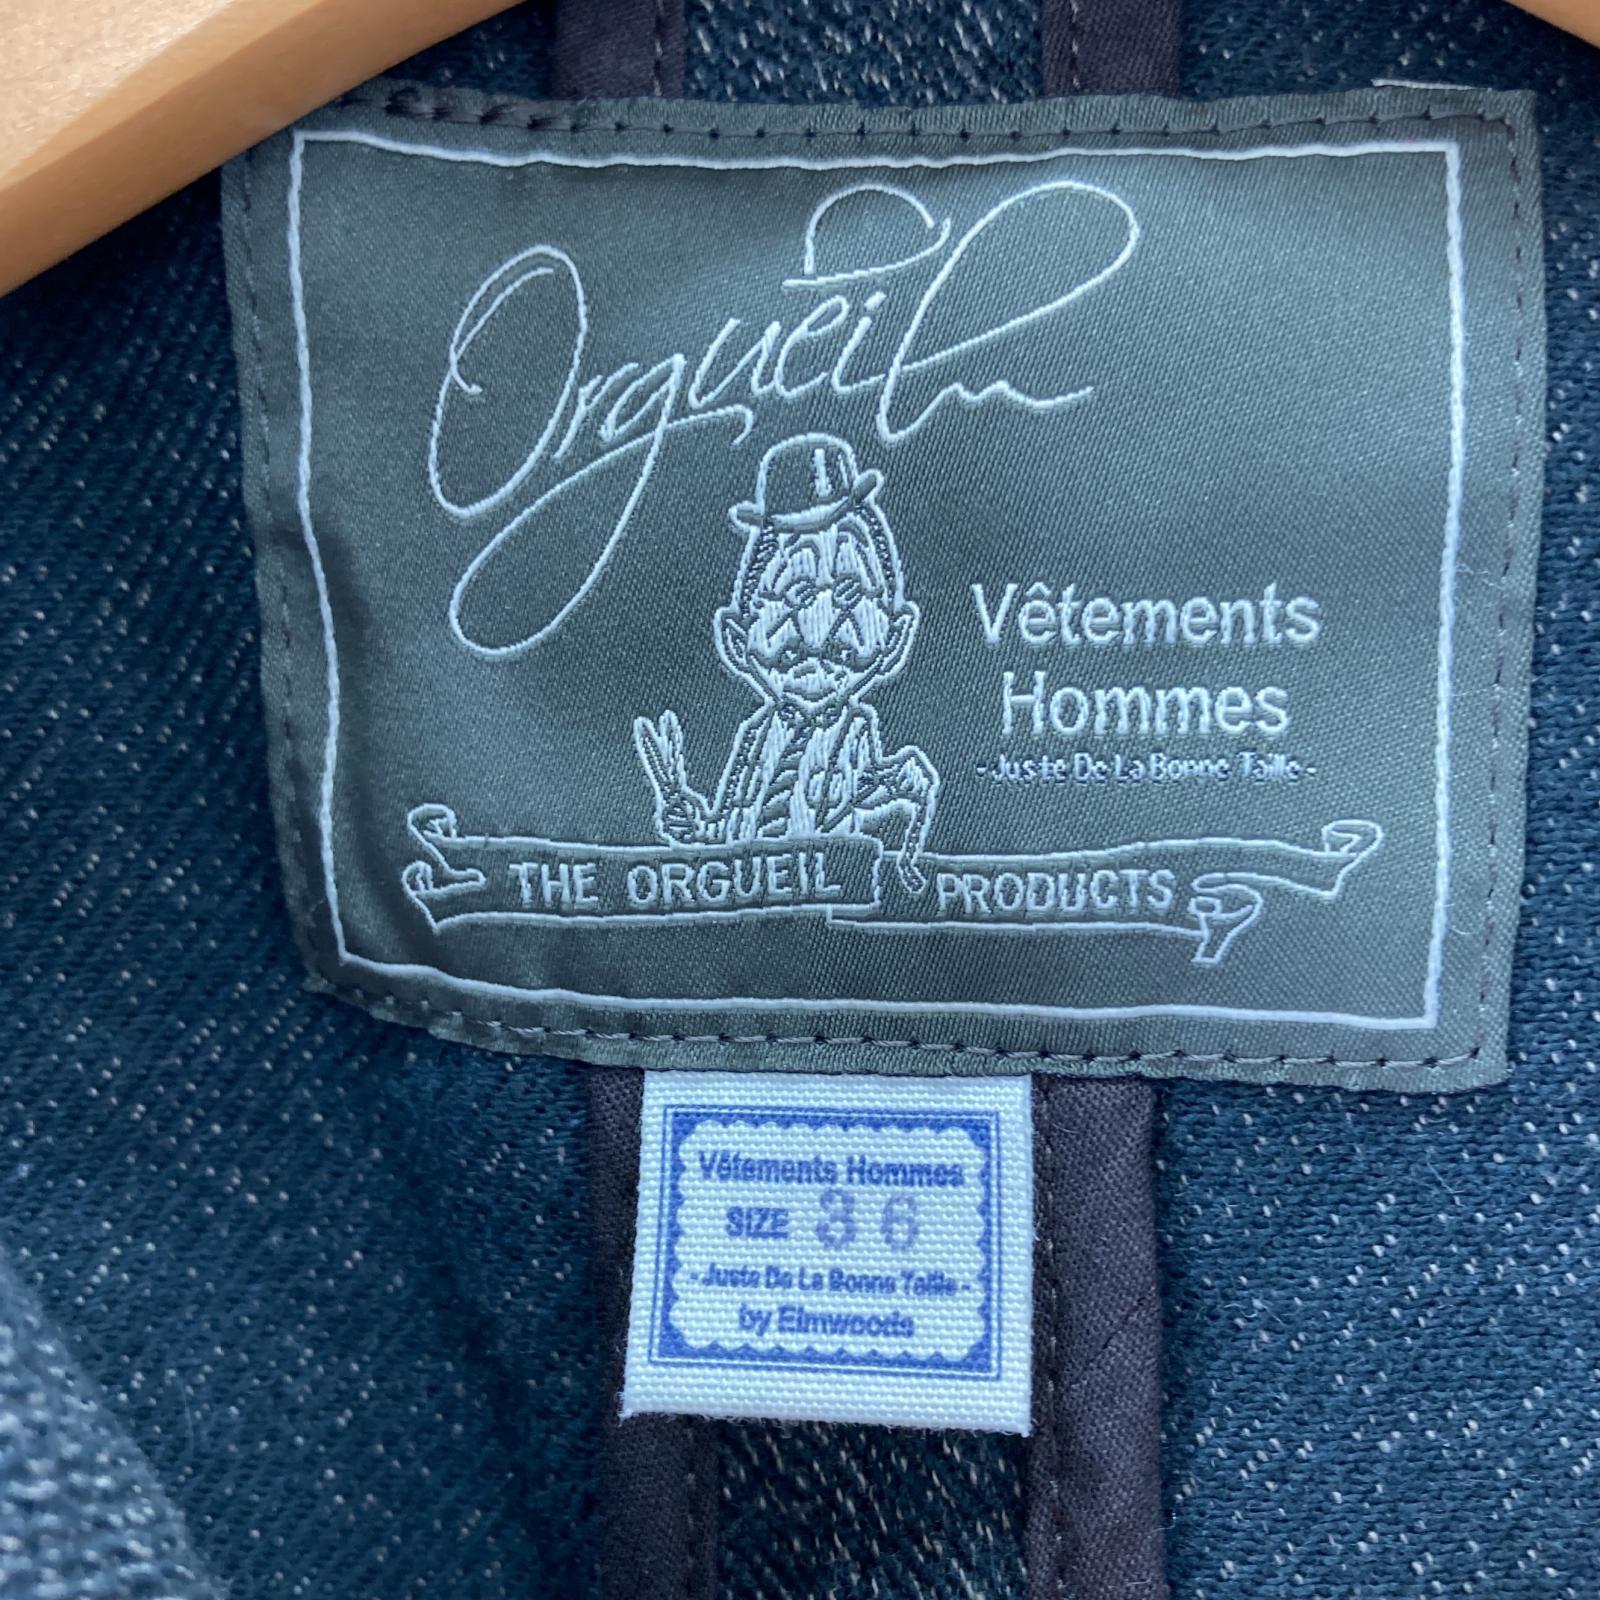 Orgueil
Vêtements
Hommes
- Juste De La Bonne Taille -
THE ORGUEIL PRODUCTS
Vêtements Hommes
SIZE 36
- Juste De La Bonne Taille -
by Elmwoods